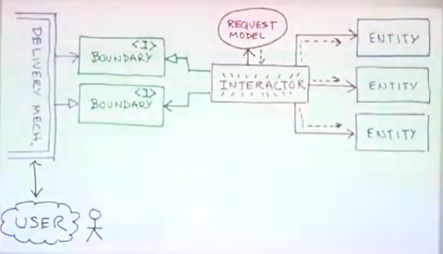 DELIVERY MECH.
<I>
BOUNDARY
<I>
BOUNDARY
REQUEST
MODEL
INTERACTOR
ENTITY
ENTITY
ENTITY
USER